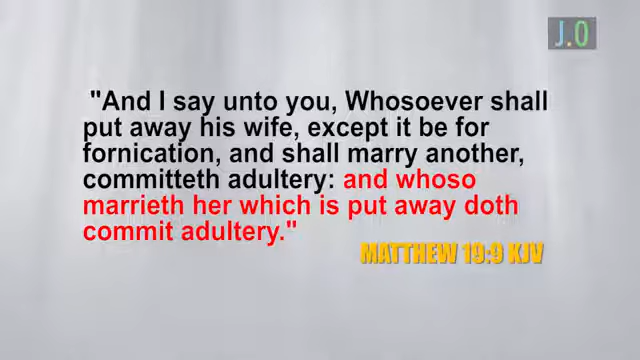 J.O
"And I say unto you, Whosoever shall
put away his wife, except it be for
fornication, and shall marry another,
committeth adultery: and whoso
marrieth her which is put away doth
commit adultery."
MATTHEW 19:9 KJV